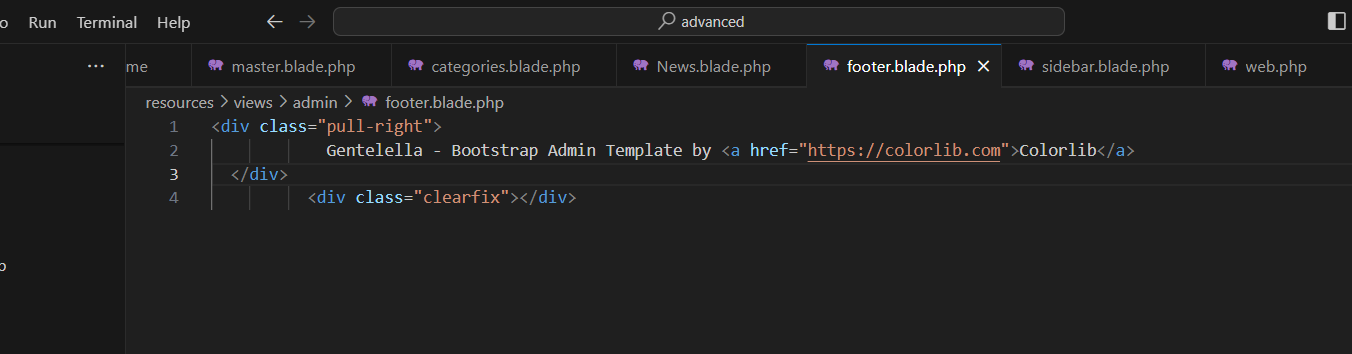 o Run Terminal Help advanced
me master.blade.php categories.blade.php News.blade.php footer.blade.php sidebar.blade.php web.php
resources > views > admin > footer.blade.php
1 <div class="pull-right">
2 Gentelella - Bootstrap Admin Template by <a href="https://colorlib.com">Colorlib</a>
3 </div>
4 <div class="clearfix"></div>
p